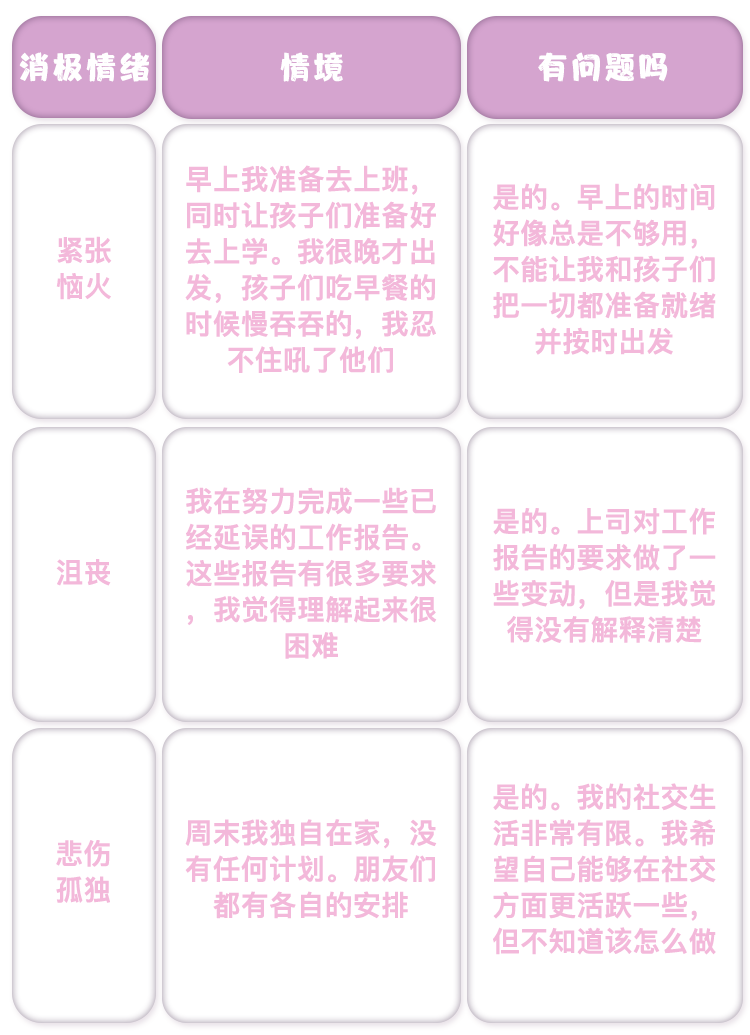 消极情绪
情境
有问题吗
紧张
恼火
早上我准备去上班，
同时让孩子们准备好
去上学。我很晚才出
发，孩子们吃早餐的
时候慢吞吞的，我忍
不住吼了他们
是的。早上的时间
好像总是不够用，
不能让我和孩子们
把一切都准备就绪
并按时出发
沮丧
我在努力完成一些已
经延误的工作报告。
这些报告有很多要求
，我觉得理解起来很
困难
是的。上司对工作
报告的要求做了一
些变动，但是我觉
得没有解释清楚
悲伤
孤独
周末我独自在家，没
有任何计划。朋友们
都有各自的安排
是的。我的社交生
活非常有限。我希
望自己能够在社交
方面更活跃一些，
但不知道该怎么做